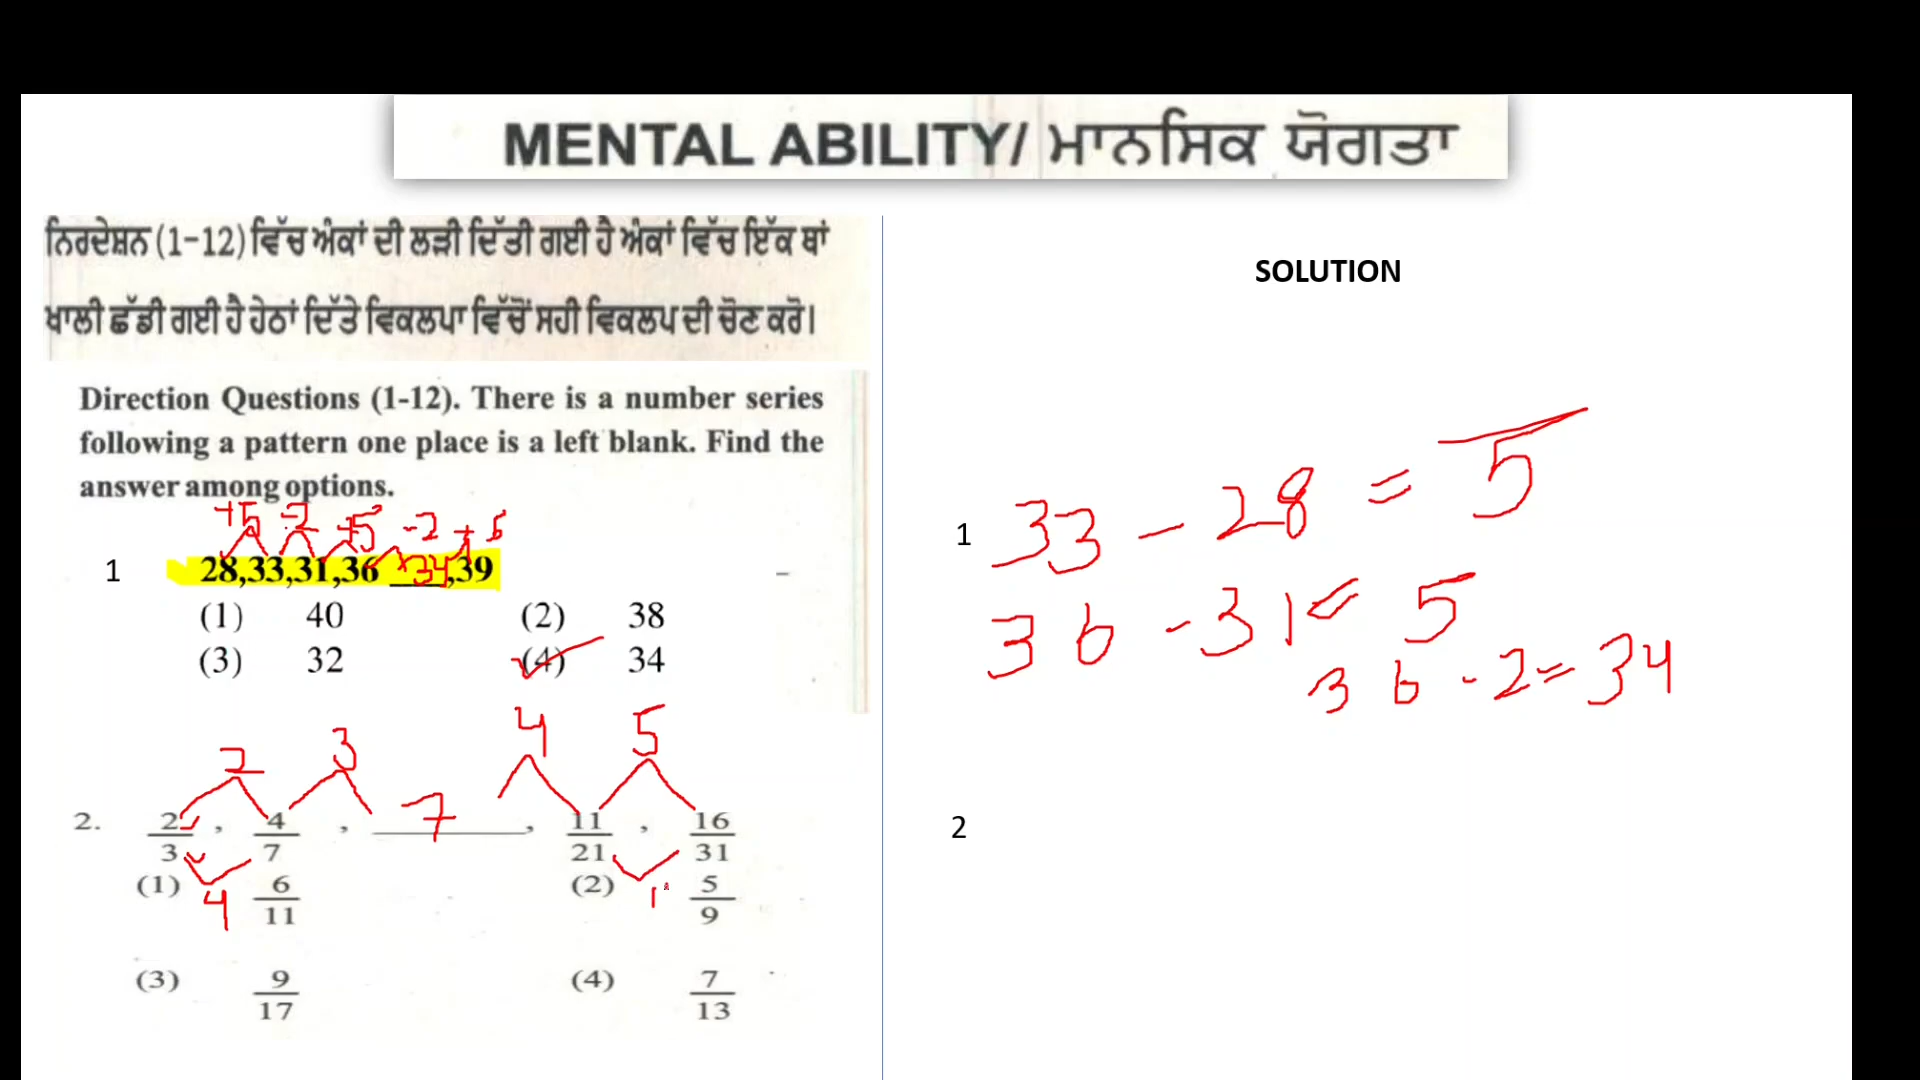 MENTAL ABILITY/ ਮਾਨਸਿਕ ਯੋਗਤਾ
ਨਿਰਦੇਸ਼ਨ (1-12) ਵਿੱਚ ਅੰਕਾਂ ਦੀ ਲੜੀ ਦਿੱਤੀ ਗਈ ਹੈ ਅੰਕਾਂ ਵਿੱਚ ਇੱਕ ਥਾਂ
ਖਾਲੀ ਛੱਡੀ ਗਈ ਹੈ ਹੇਠਾਂ ਦਿੱਤੇ ਵਿਕਲਪਾ ਵਿੱਚੋਂ ਸਹੀ ਵਿਕਲਪ ਦੀ ਚੋਣ ਕਰੋ।
Direction Questions (1-12). There is a number series
following a pattern one place is a left blank. Find the
answer among options.
+5 -2 +5 -2 + 5
1 28,33,31,36 34,39
(1) 40 (2) 38
(3) 32 (4) 34
2 3 4 5
2. 2/3 , 4/7 , 7 , 11/21 , 16/31
4 1
(1) 6/11 (2) 5/9
(3) 9/17 (4) 7/13
SOLUTION
1 33 - 28 = 5
36 - 31 = 5
36 - 2 = 34
2